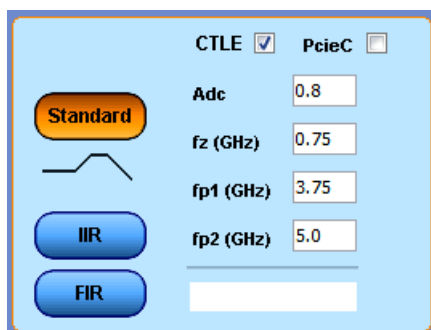 CTLE PcieC
Adc 0.8
Standard
fz (GHz) 0.75
fp1 (GHz) 3.75
IIR
fp2 (GHz) 5.0
FIR